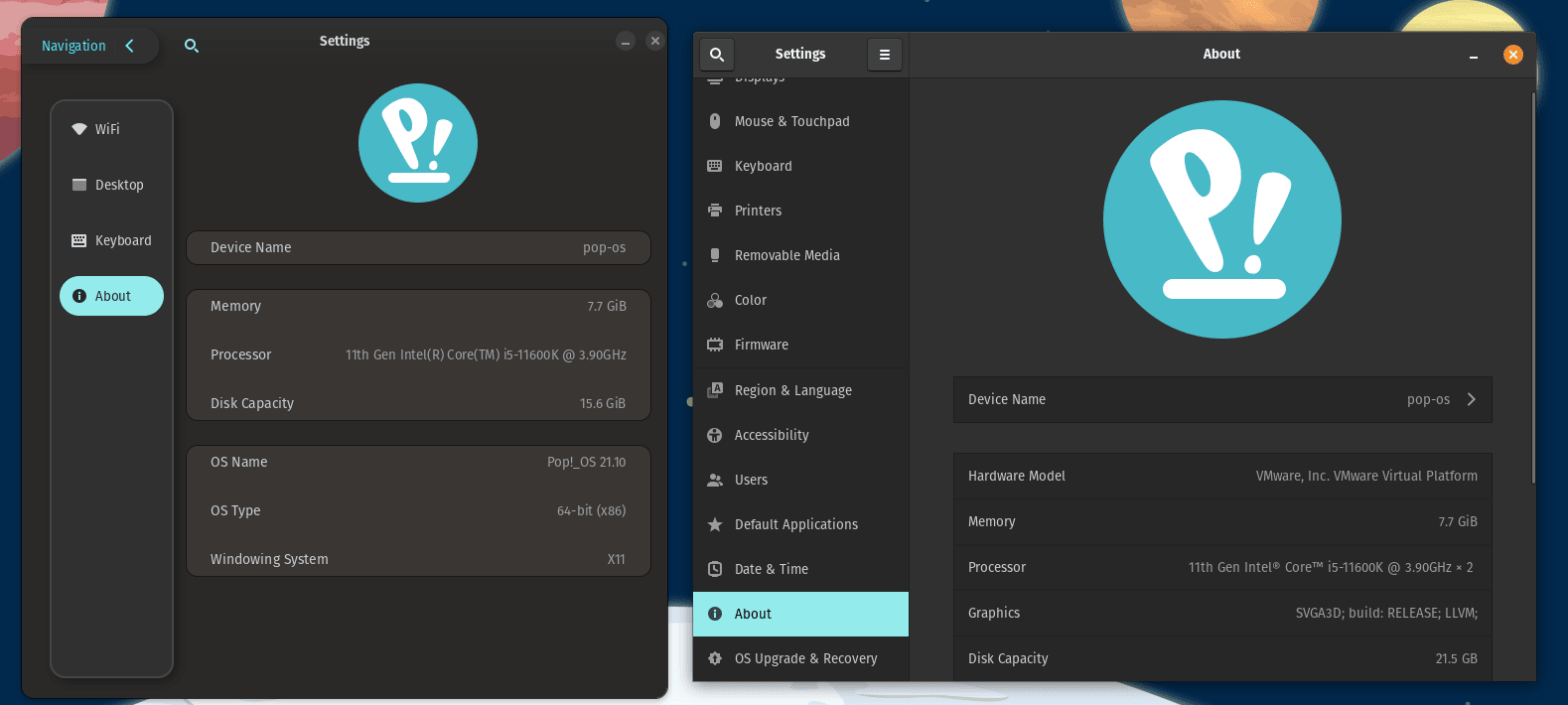 Navigation
Settings
WiFi
Desktop
Keyboard
About
P!
Device Name pop-os
Memory 7.7 GiB
Processor 11th Gen Intel(R) Core(TM) i5-11600K @ 3.90GHz
Disk Capacity 15.6 GiB
OS Name Pop!_OS 21.10
OS Type 64-bit (x86)
Windowing System X11
Settings
About
Displays
Mouse & Touchpad
Keyboard
Printers
Removable Media
Color
Firmware
Region & Language
Accessibility
Users
Default Applications
Date & Time
About
OS Upgrade & Recovery
P!
Device Name pop-os
Hardware Model VMware, Inc. VMware Virtual Platform
Memory 7.7 GiB
Processor 11th Gen Intel® Core™ i5-11600K @ 3.90GHz × 2
Graphics SVGA3D; build: RELEASE; LLVM;
Disk Capacity 21.5 GB